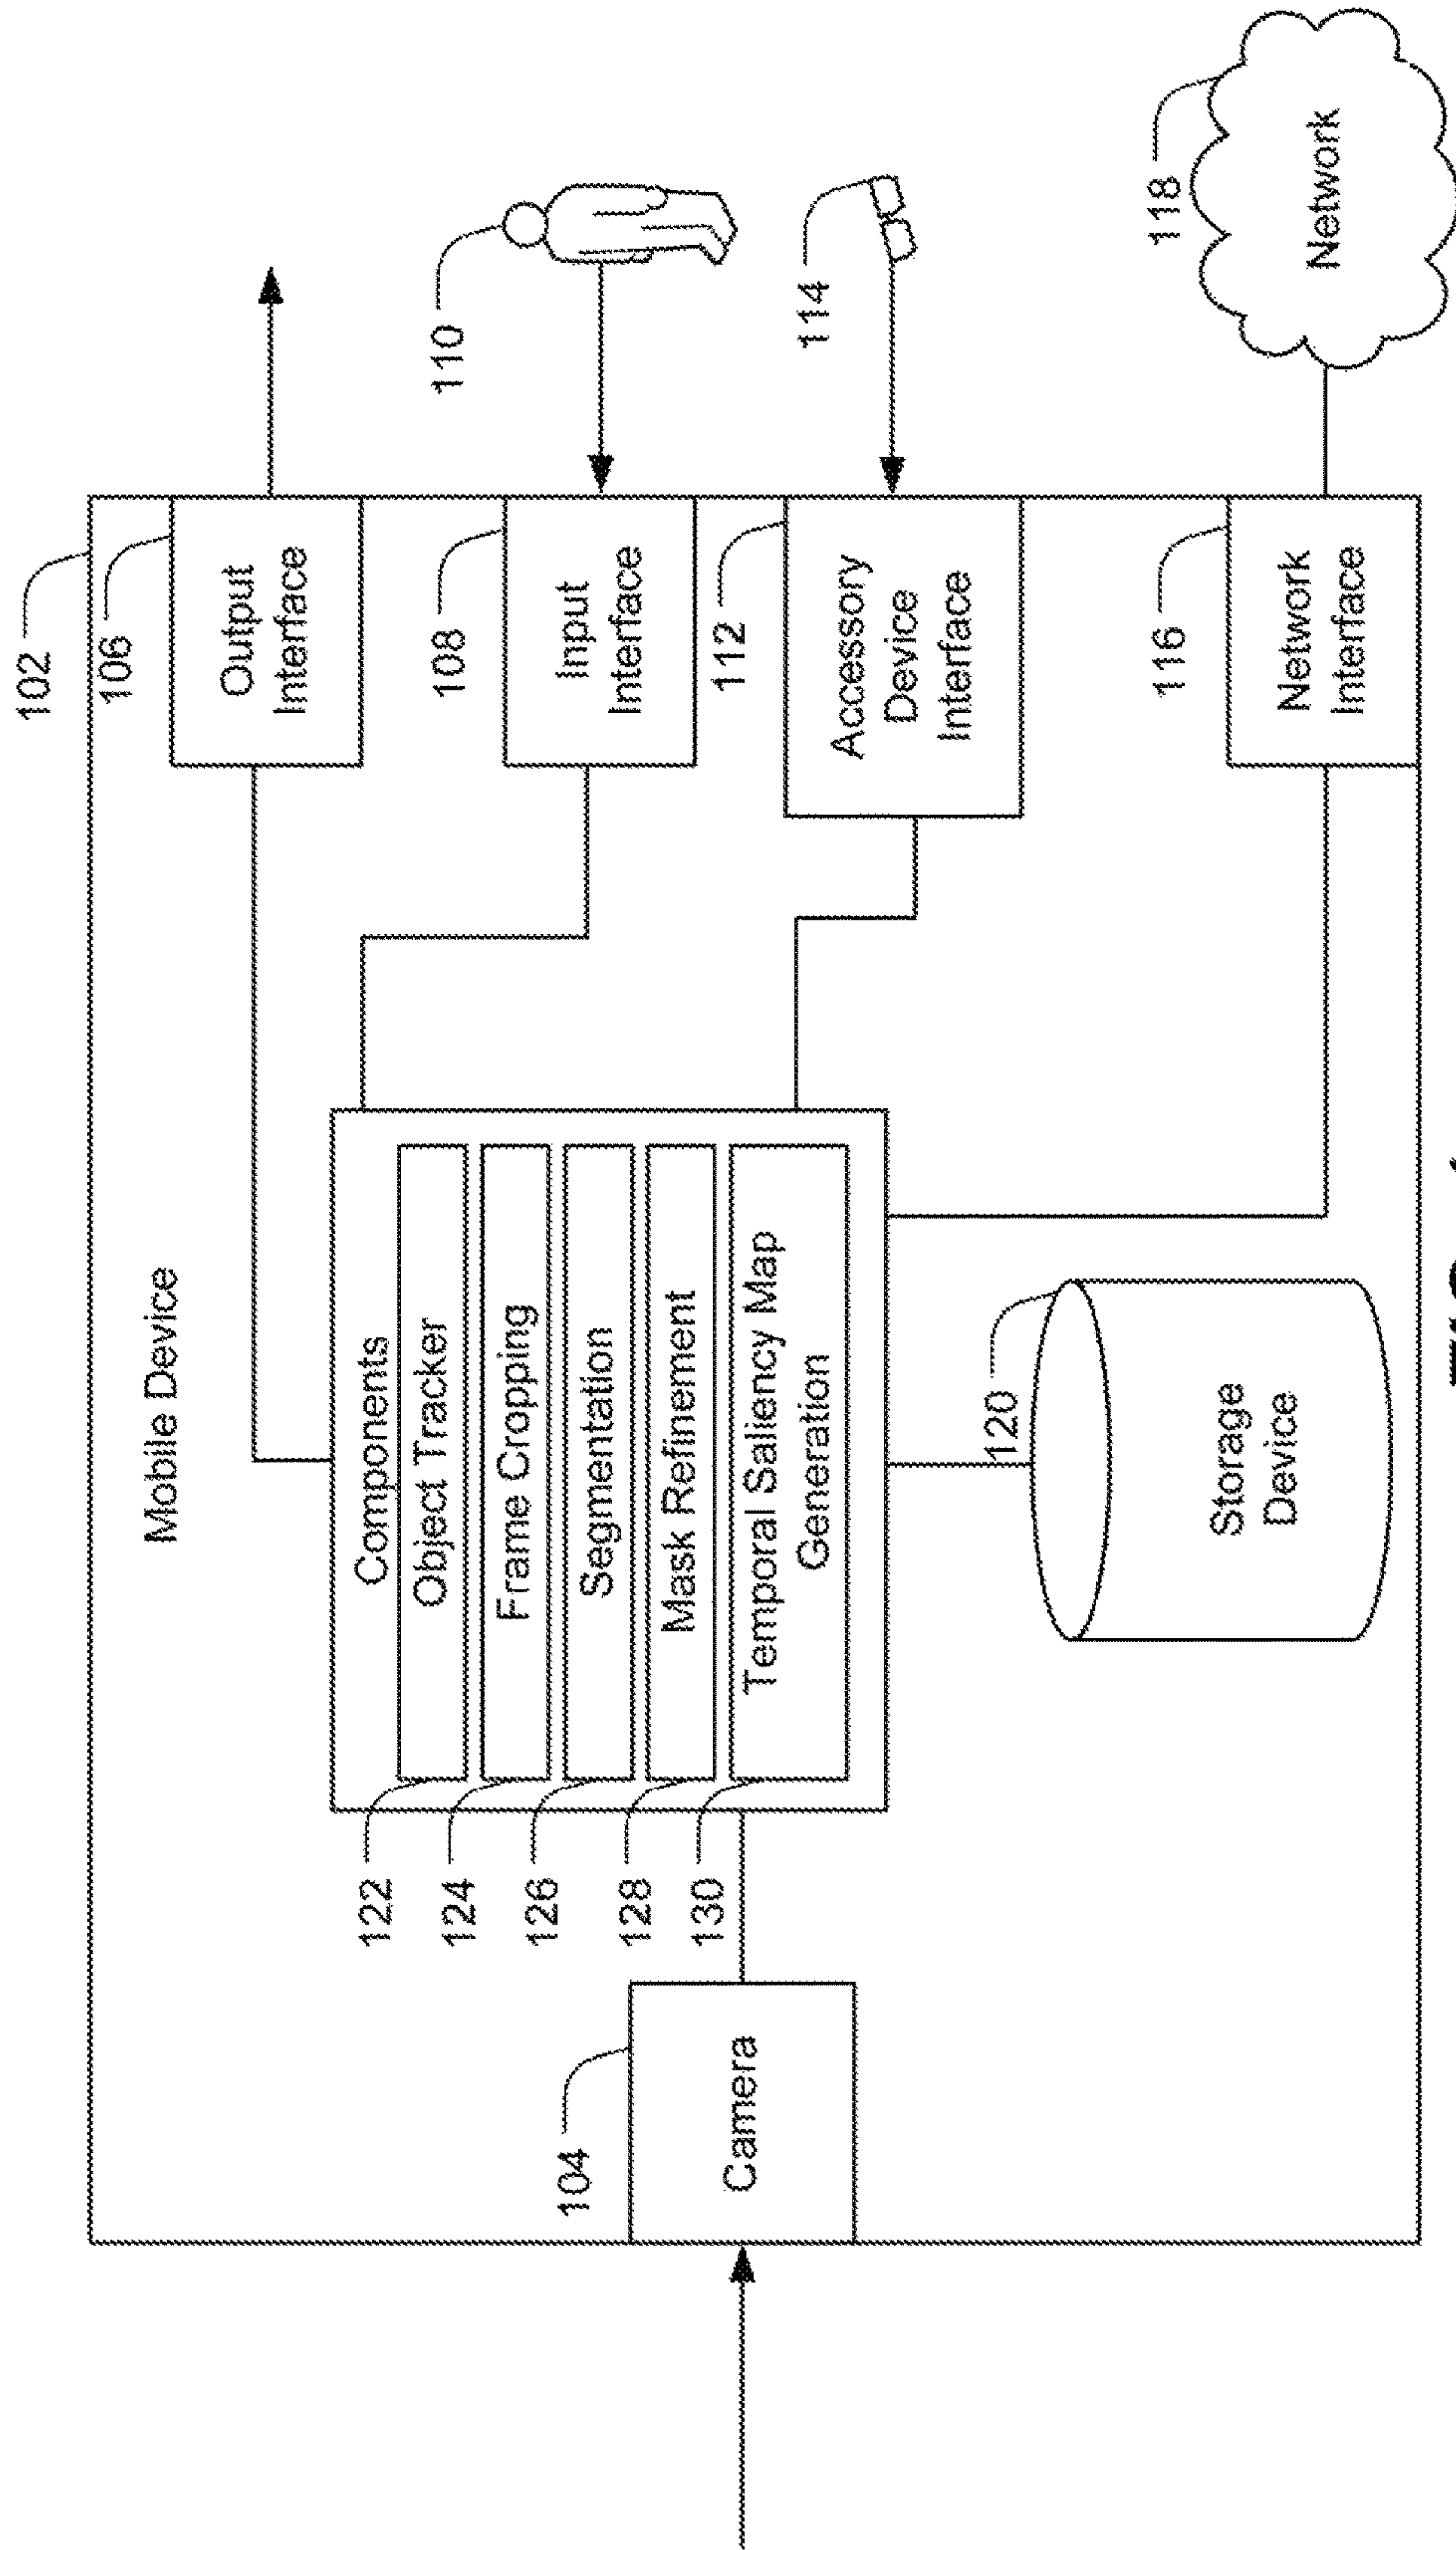 102
Mobile Device
106
Output
Interface
108
Input
Interface
110
112
Accessory
Device
Interface
114
116
Network
Interface
118
Network
Components
122
Object Tracker
124
Frame Cropping
126
Segmentation
128
Mask Refinement
130
Temporal Saliency Map
Generation
104
Camera
120
Storage
Device